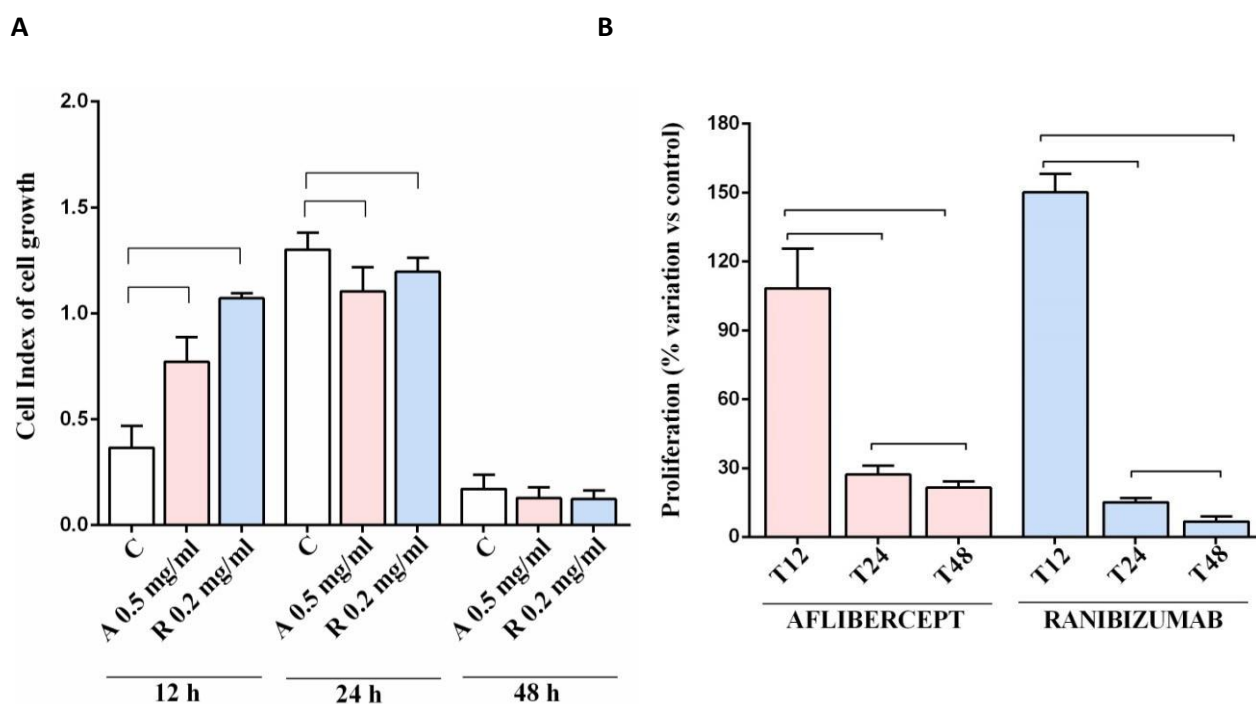 A
B
Cell Index of cell growth
2.0
1.5
1.0
0.5
0.0
C
A 0.5 mg/ml
R 0.2 mg/ml
C
A 0.5 mg/ml
R 0.2 mg/ml
C
A 0.5 mg/ml
R 0.2 mg/ml
12 h
24 h
48 h
Proliferation (% variation vs control)
180
150
120
90
60
30
0
T12
T24
T48
T12
T24
T48
AFLIBERCEPT
RANIBIZUMAB